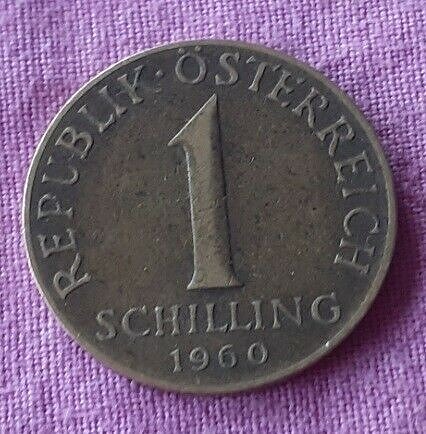 REPUBLIK · ÖSTERREICH
1
SCHILLING
1960